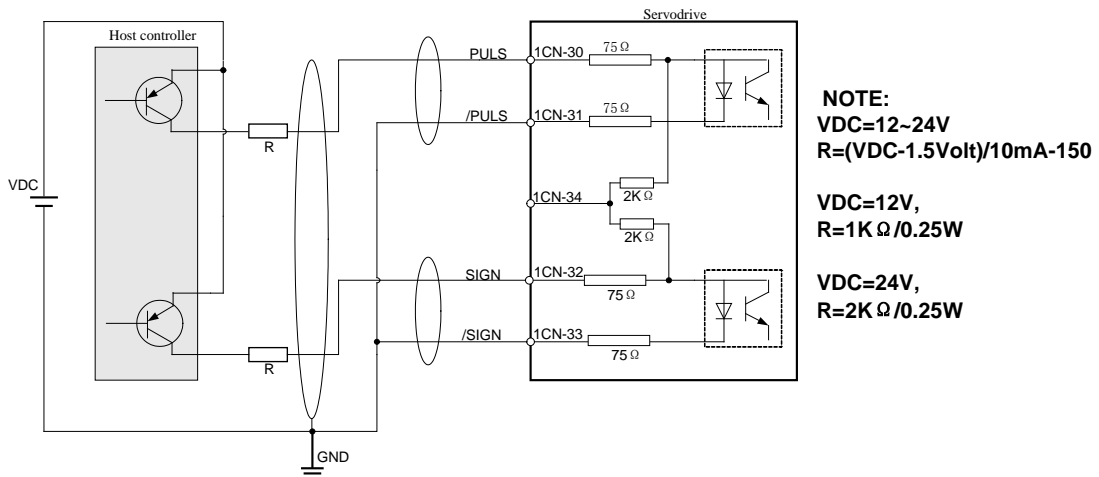 Servodrive
Host controller
PULS
1CN-30
75Ω
/PULS
1CN-31
75Ω
R
VDC
1CN-34
2KΩ
2KΩ
SIGN
1CN-32
75Ω
/SIGN
1CN-33
75Ω
R
GND
NOTE:
VDC=12~24V
R=(VDC-1.5Volt)/10mA-150
VDC=12V,
R=1KΩ/0.25W
VDC=24V,
R=2KΩ/0.25W